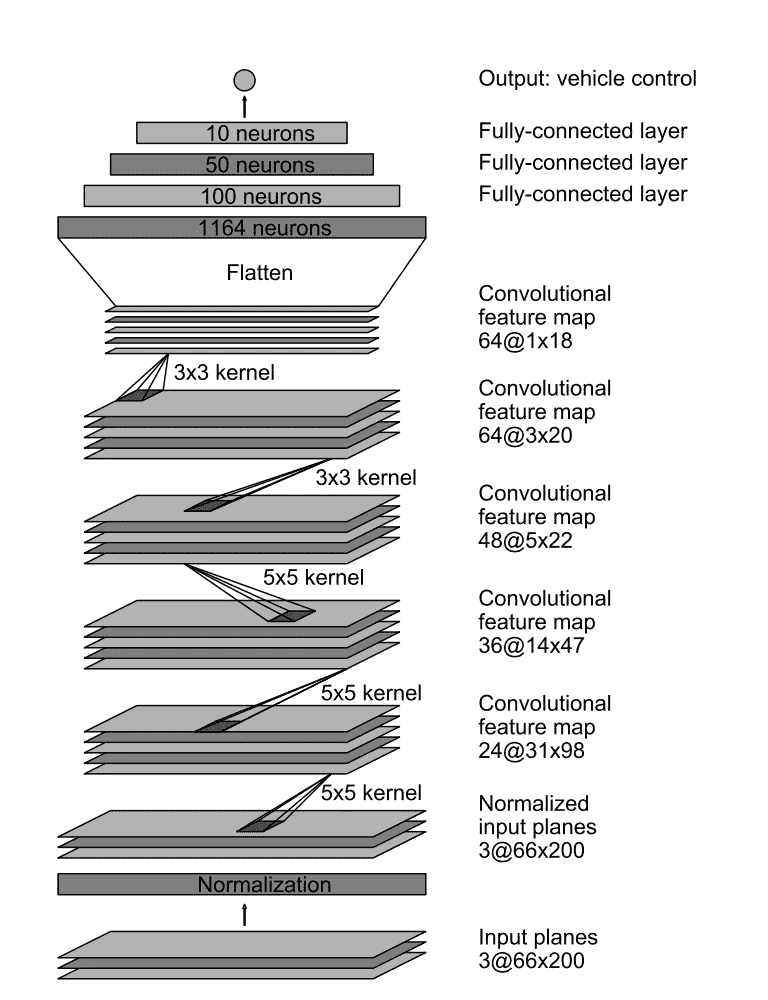 Output: vehicle control
10 neurons
Fully-connected layer
50 neurons
Fully-connected layer
100 neurons
Fully-connected layer
1164 neurons
Flatten
Convolutional
feature map
64@1x18
3x3 kernel
Convolutional
feature map
64@3x20
3x3 kernel
Convolutional
feature map
48@5x22
5x5 kernel
Convolutional
feature map
36@14x47
5x5 kernel
Convolutional
feature map
24@31x98
5x5 kernel
Normalized
input planes
3@66x200
Normalization
Input planes
3@66x200